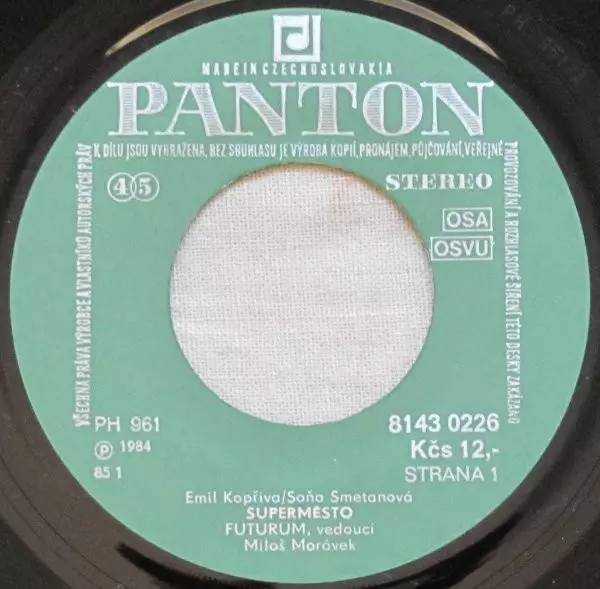 MADE IN CZECHOSLOVAKIA
PANTON
VŠECHNA PRÁVA VÝROBCE A VLASTNÍKŮ AUTORSKÝCH PRÁV
K DÍLU JSOU VYHRAŽENA, BEZ SOUHLASU JE VÝROBA KOPIÍ, PRONÁJEM, PŮJČOVÁNÍ, VEŘEJNÉ
PROVOZOVÁNÍ A ROZHLASOVÉ ŠÍŘENÍ TÉTO DESKY ZAKÁZÁNO
45
STEREO
OSA
OSVU
PH 961
8143 0226
Ⓟ 1984
Kčs 12,-
85 1
STRANA 1
Emil Kopřiva/Soňa Smetanová
SUPERMĚSTO
FUTURUM, vedoucí
Miloš Morávek